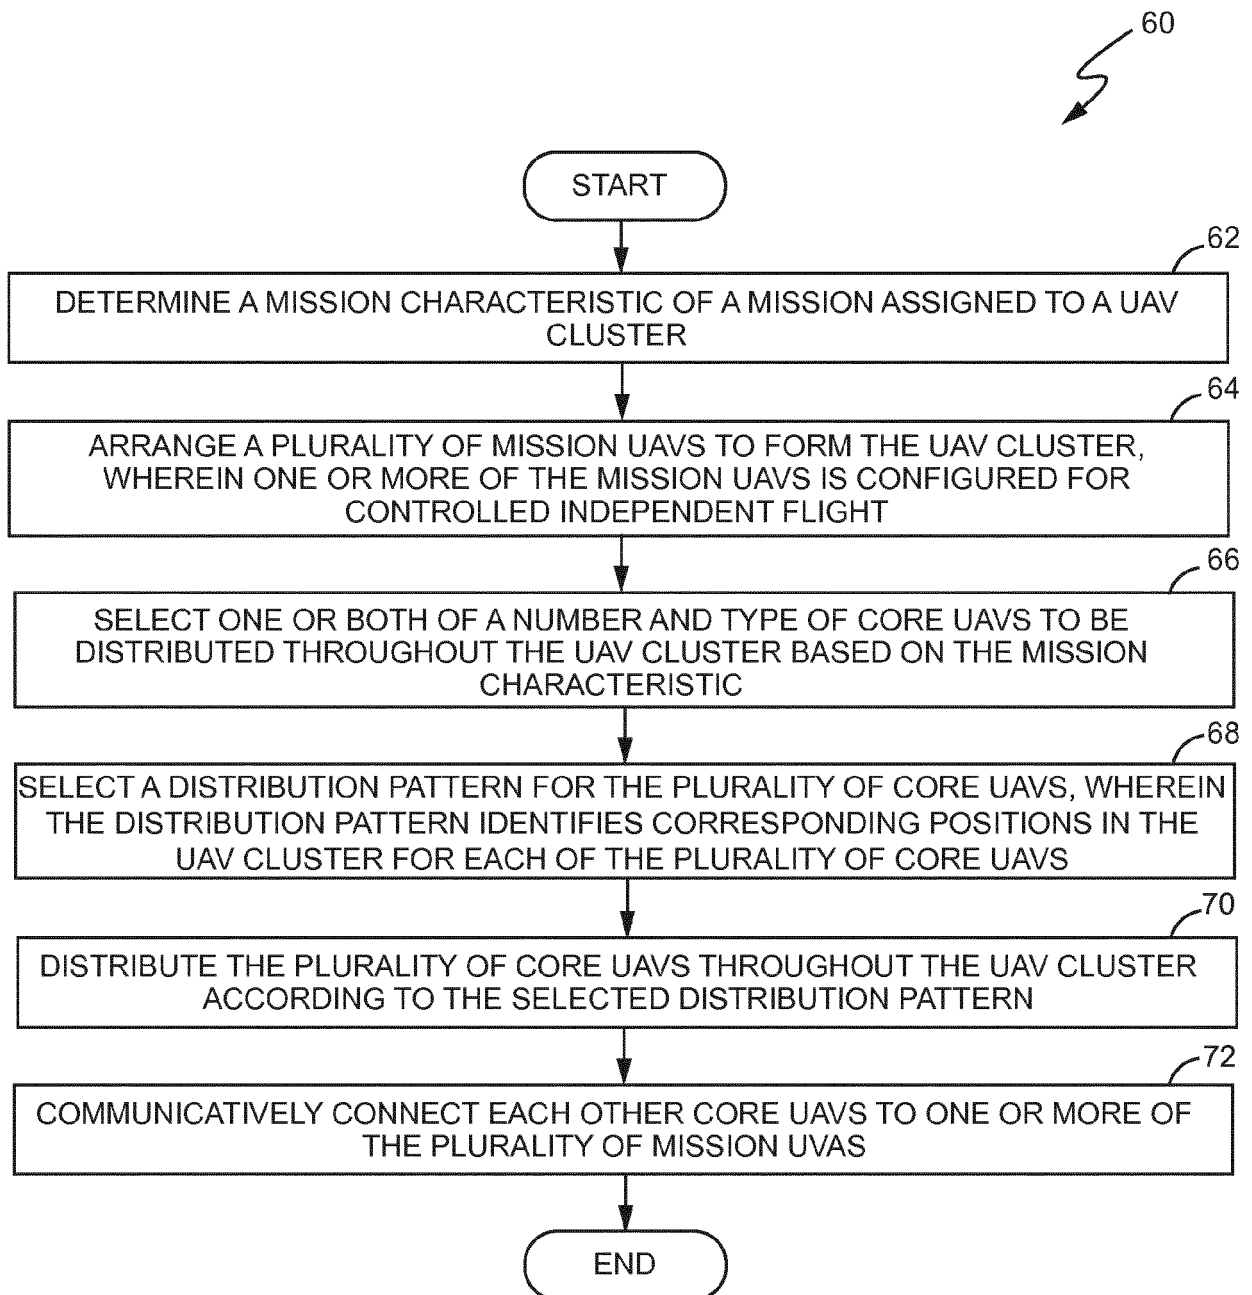 60
START
62
DETERMINE A MISSION CHARACTERISTIC OF A MISSION ASSIGNED TO A UAV
CLUSTER
64
ARRANGE A PLURALITY OF MISSION UAVS TO FORM THE UAV CLUSTER,
WHEREIN ONE OR MORE OF THE MISSION UAVS IS CONFIGURED FOR
CONTROLLED INDEPENDENT FLIGHT
66
SELECT ONE OR BOTH OF A NUMBER AND TYPE OF CORE UAVS TO BE
DISTRIBUTED THROUGHOUT THE UAV CLUSTER BASED ON THE MISSION
CHARACTERISTIC
68
SELECT A DISTRIBUTION PATTERN FOR THE PLURALITY OF CORE UAVS, WHEREIN
THE DISTRIBUTION PATTERN IDENTIFIES CORRESPONDING POSITIONS IN THE
UAV CLUSTER FOR EACH OF THE PLURALITY OF CORE UAVS
70
DISTRIBUTE THE PLURALITY OF CORE UAVS THROUGHOUT THE UAV CLUSTER
ACCORDING TO THE SELECTED DISTRIBUTION PATTERN
72
COMMUNICATIVELY CONNECT EACH OTHER CORE UAVS TO ONE OR MORE OF
THE PLURALITY OF MISSION UVAS
END